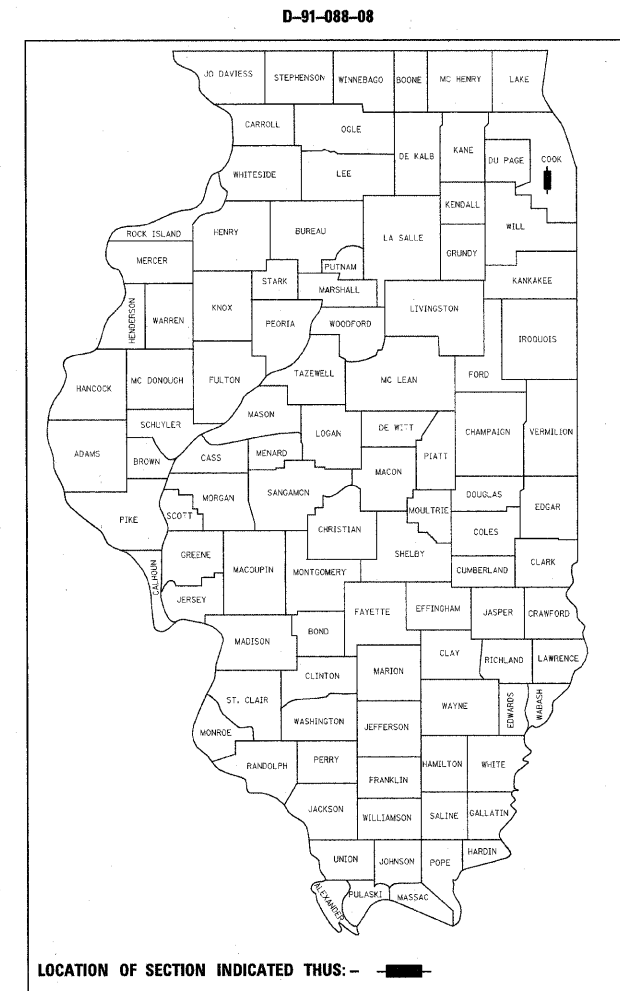 D-91-088-08
JO DAVIESS STEPHENSON WINNEBAGO BOONE MC HENRY LAKE
CARROLL OGLE
DE KALB KANE DU PAGE COOK
WHITESIDE LEE
KENDALL
ROCK ISLAND HENRY BUREAU LA SALLE WILL
MERCER PUTNAM GRUNDY
STARK MARSHALL KANKAKEE
HENDERSON WARREN KNOX PEORIA WOODFORD LIVINGSTON
IROQUOIS
HANCOCK MC DONOUGH FULTON TAZEWELL MC LEAN FORD
MASON
SCHUYLER LOGAN DE WITT CHAMPAIGN VERMILION
ADAMS BROWN CASS MENARD PIATT
MACON
MORGAN SANGAMON DOUGLAS
PIKE SCOTT CHRISTIAN MOULTRIE EDGAR
COLES
GREENE SHELBY
CALHOUN MACOUPIN MONTGOMERY CUMBERLAND CLARK
JERSEY
FAYETTE EFFINGHAM JASPER CRAWFORD
MADISON BOND
CLAY RICHLAND LAWRENCE
CLINTON MARION
ST. CLAIR WAYNE EDWARDS WABASH
WASHINGTON JEFFERSON
MONROE
RANDOLPH PERRY HAMILTON WHITE
FRANKLIN
JACKSON WILLIAMSON SALINE GALLATIN
UNION JOHNSON POPE HARDIN
ALEXANDER PULASKI MASSAC
LOCATION OF SECTION INDICATED THUS: -